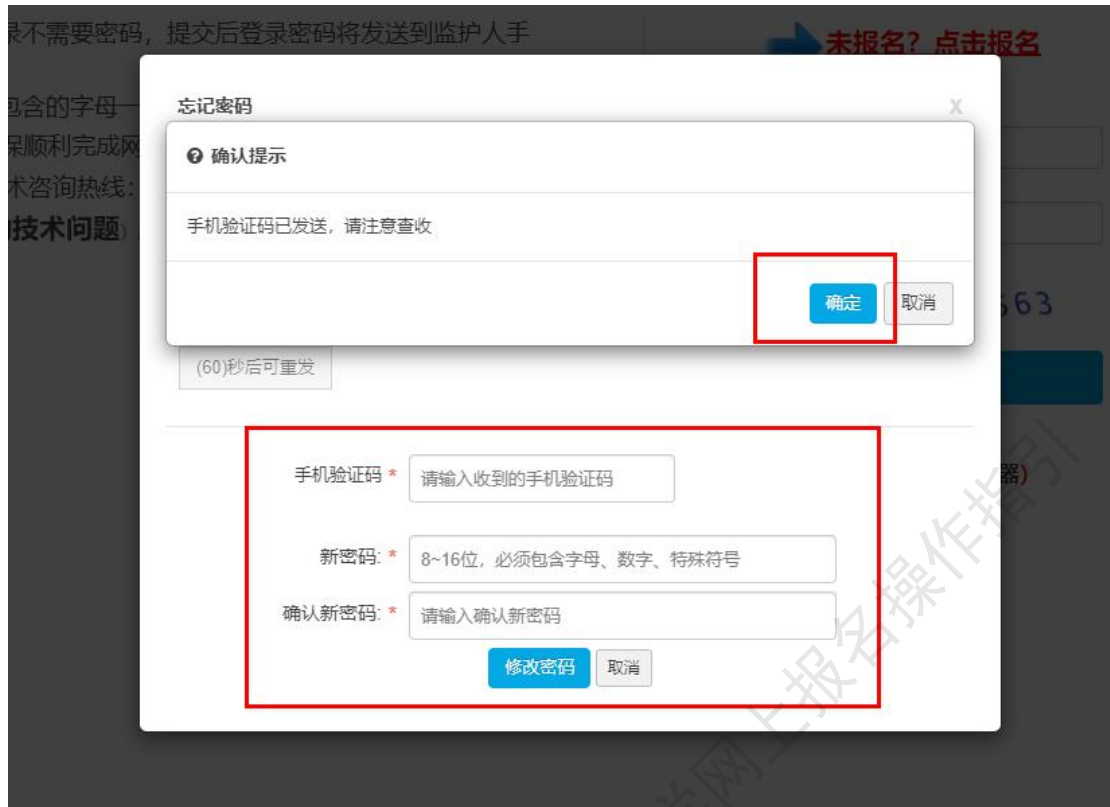 录不需要密码，提交后登录密码将发送到监护人手
未报名？点击报名
包含的字母一
保顺利完成网
术咨询热线：
技术问题）
忘记密码
X
确认提示
手机验证码已发送，请注意查收
确定
取消
563
(60)秒后可重发
手机验证码 *
请输入收到的手机验证码
器)
新密码: *
8~16位，必须包含字母、数字、特殊符号
确认新密码: *
请输入确认新密码
修改密码
取消
学网上报名操作指引